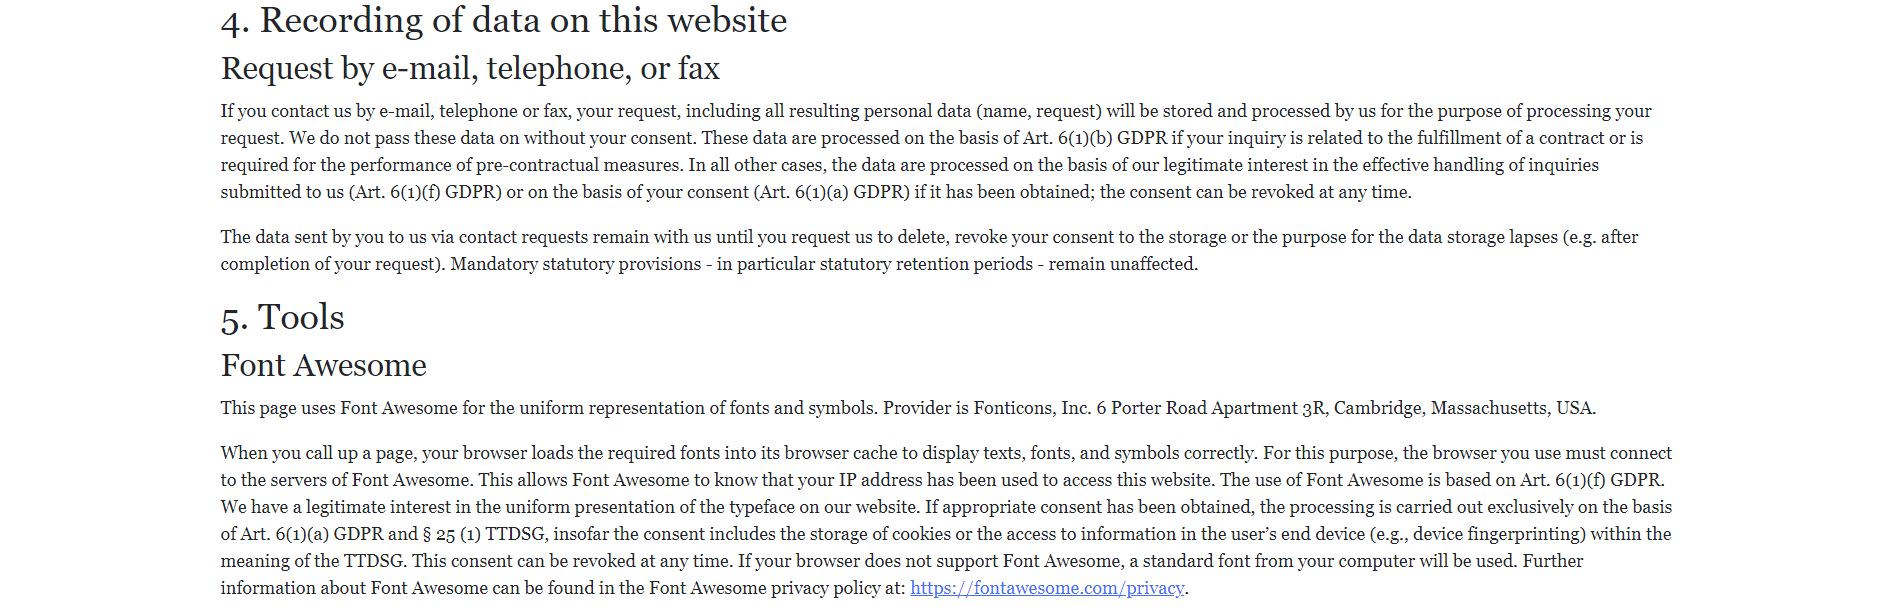 4. Recording of data on this website
Request by e-mail, telephone, or fax
If you contact us by e-mail, telephone or fax, your request, including all resulting personal data (name, request) will be stored and processed by us for the purpose of processing your
request. We do not pass these data on without your consent. These data are processed on the basis of Art. 6(1)(b) GDPR if your inquiry is related to the fulfillment of a contract or is
required for the performance of pre-contractual measures. In all other cases, the data are processed on the basis of our legitimate interest in the effective handling of inquiries
submitted to us (Art. 6(1)(f) GDPR) or on the basis of your consent (Art. 6(1)(a) GDPR) if it has been obtained; the consent can be revoked at any time.
The data sent by you to us via contact requests remain with us until you request us to delete, revoke your consent to the storage or the purpose for the data storage lapses (e.g. after
completion of your request). Mandatory statutory provisions - in particular statutory retention periods - remain unaffected.
5. Tools
Font Awesome
This page uses Font Awesome for the uniform representation of fonts and symbols. Provider is Fonticons, Inc. 6 Porter Road Apartment 3R, Cambridge, Massachusetts, USA.
When you call up a page, your browser loads the required fonts into its browser cache to display texts, fonts, and symbols correctly. For this purpose, the browser you use must connect
to the servers of Font Awesome. This allows Font Awesome to know that your IP address has been used to access this website. The use of Font Awesome is based on Art. 6(1)(f) GDPR.
We have a legitimate interest in the uniform presentation of the typeface on our website. If appropriate consent has been obtained, the processing is carried out exclusively on the basis
of Art. 6(1)(a) GDPR and § 25 (1) TTDSG, insofar the consent includes the storage of cookies or the access to information in the user’s end device (e.g., device fingerprinting) within the
meaning of the TTDSG. This consent can be revoked at any time. If your browser does not support Font Awesome, a standard font from your computer will be used. Further
information about Font Awesome can be found in the Font Awesome privacy policy at: https://fontawesome.com/privacy.